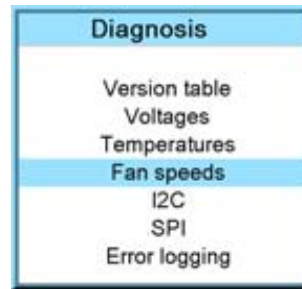 Diagnosis
Version table
Voltages
Temperatures
Fan speeds
I2C
SPI
Error logging